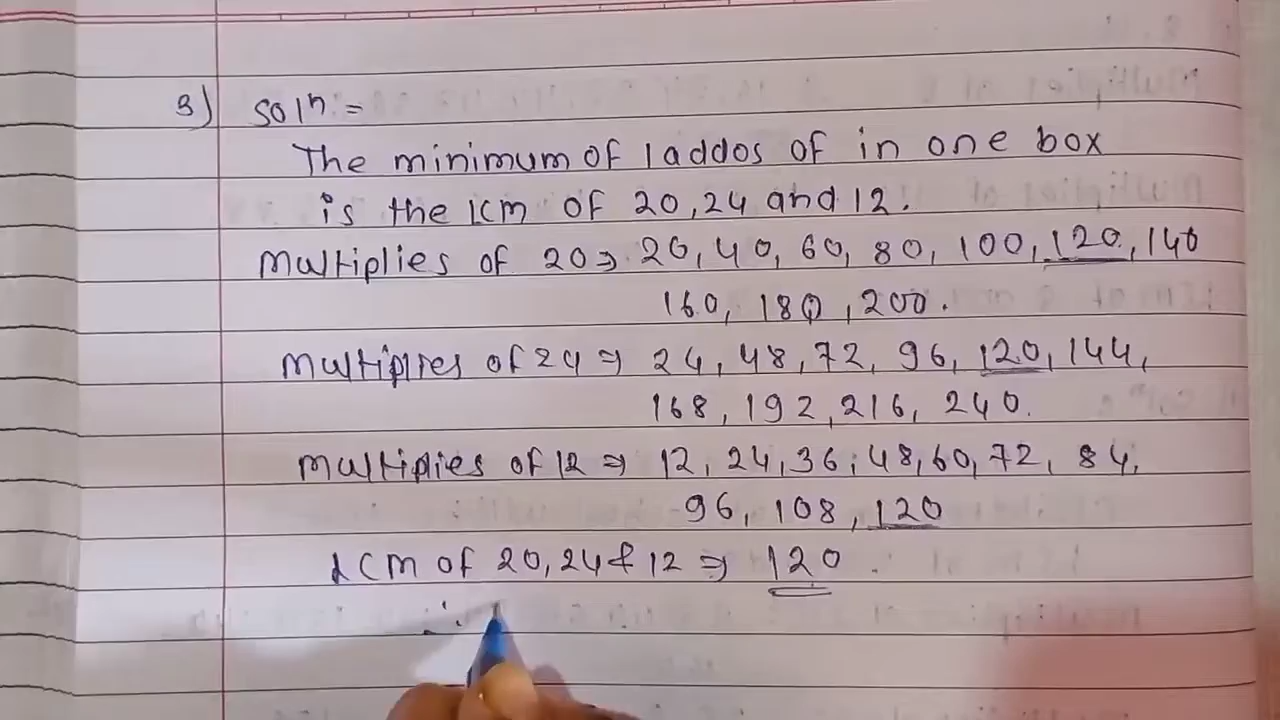 3) Solⁿ :=
The minimum of laddos of in one box
is the lcm of 20, 24 and 12.
Multiplies of 20 ⇒ 20, 40, 60, 80, 100, 120, 140
160, 180, 200.
Multiplies of 24 ⇒ 24, 48, 72, 96, 120, 144,
168, 192, 216, 240.
Multiplies of 12 ⇒ 12, 24, 36, 48, 60, 72, 84,
96, 108, 120
LCM of 20, 24 & 12 ⇒ 120.
∴